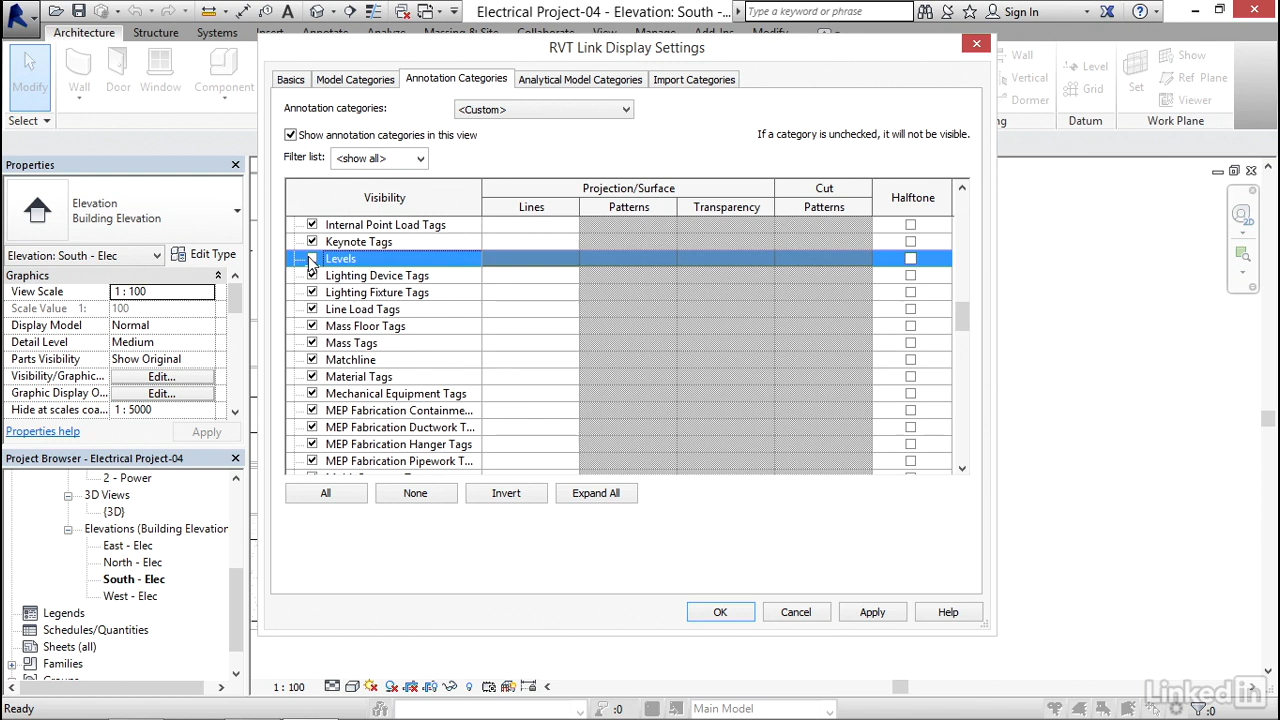 Electrical Project-04 - Elevation: South -...
Type a keyword or phrase
Sign In
Architecture
Structure
Systems
RVT Link Display Settings
Modify
Wall
Door
Window
Component
Select
Wall
Vertical
Dormer
Level
Grid
Datum
Set
Show
Ref Plane
Viewer
Work Plane
Basics
Model Categories
Annotation Categories
Analytical Model Categories
Import Categories
Annotation categories:
<Custom>
Show annotation categories in this view
If a category is unchecked, it will not be visible.
Filter list:
<show all>
Visibility
Projection/Surface
Cut
Halftone
Lines
Patterns
Transparency
Patterns
Internal Point Load Tags
Keynote Tags
Levels
Lighting Device Tags
Lighting Fixture Tags
Line Load Tags
Mass Floor Tags
Mass Tags
Matchline
Material Tags
Mechanical Equipment Tags
MEP Fabrication Containme...
MEP Fabrication Ductwork T...
MEP Fabrication Hanger Tags
MEP Fabrication Pipework T...
All
None
Invert
Expand All
OK
Cancel
Apply
Help
Properties
Elevation
Building Elevation
Elevation: South - Elec
Edit Type
Graphics
View Scale
1 : 100
Scale Value 1:
100
Display Model
Normal
Detail Level
Medium
Parts Visibility
Show Original
Visibility/Graphic...
Edit...
Graphic Display O...
Edit...
Hide at scales coa...
1 : 5000
Properties help
Apply
Project Browser - Electrical Project-04
2 - Power
3D Views
{3D}
Elevations (Building Elevation
East - Elec
North - Elec
South - Elec
West - Elec
Legends
Schedules/Quantities
Sheets (all)
Families
1 : 100
Ready
:0
Main Model
:0
2D
LinkedIn